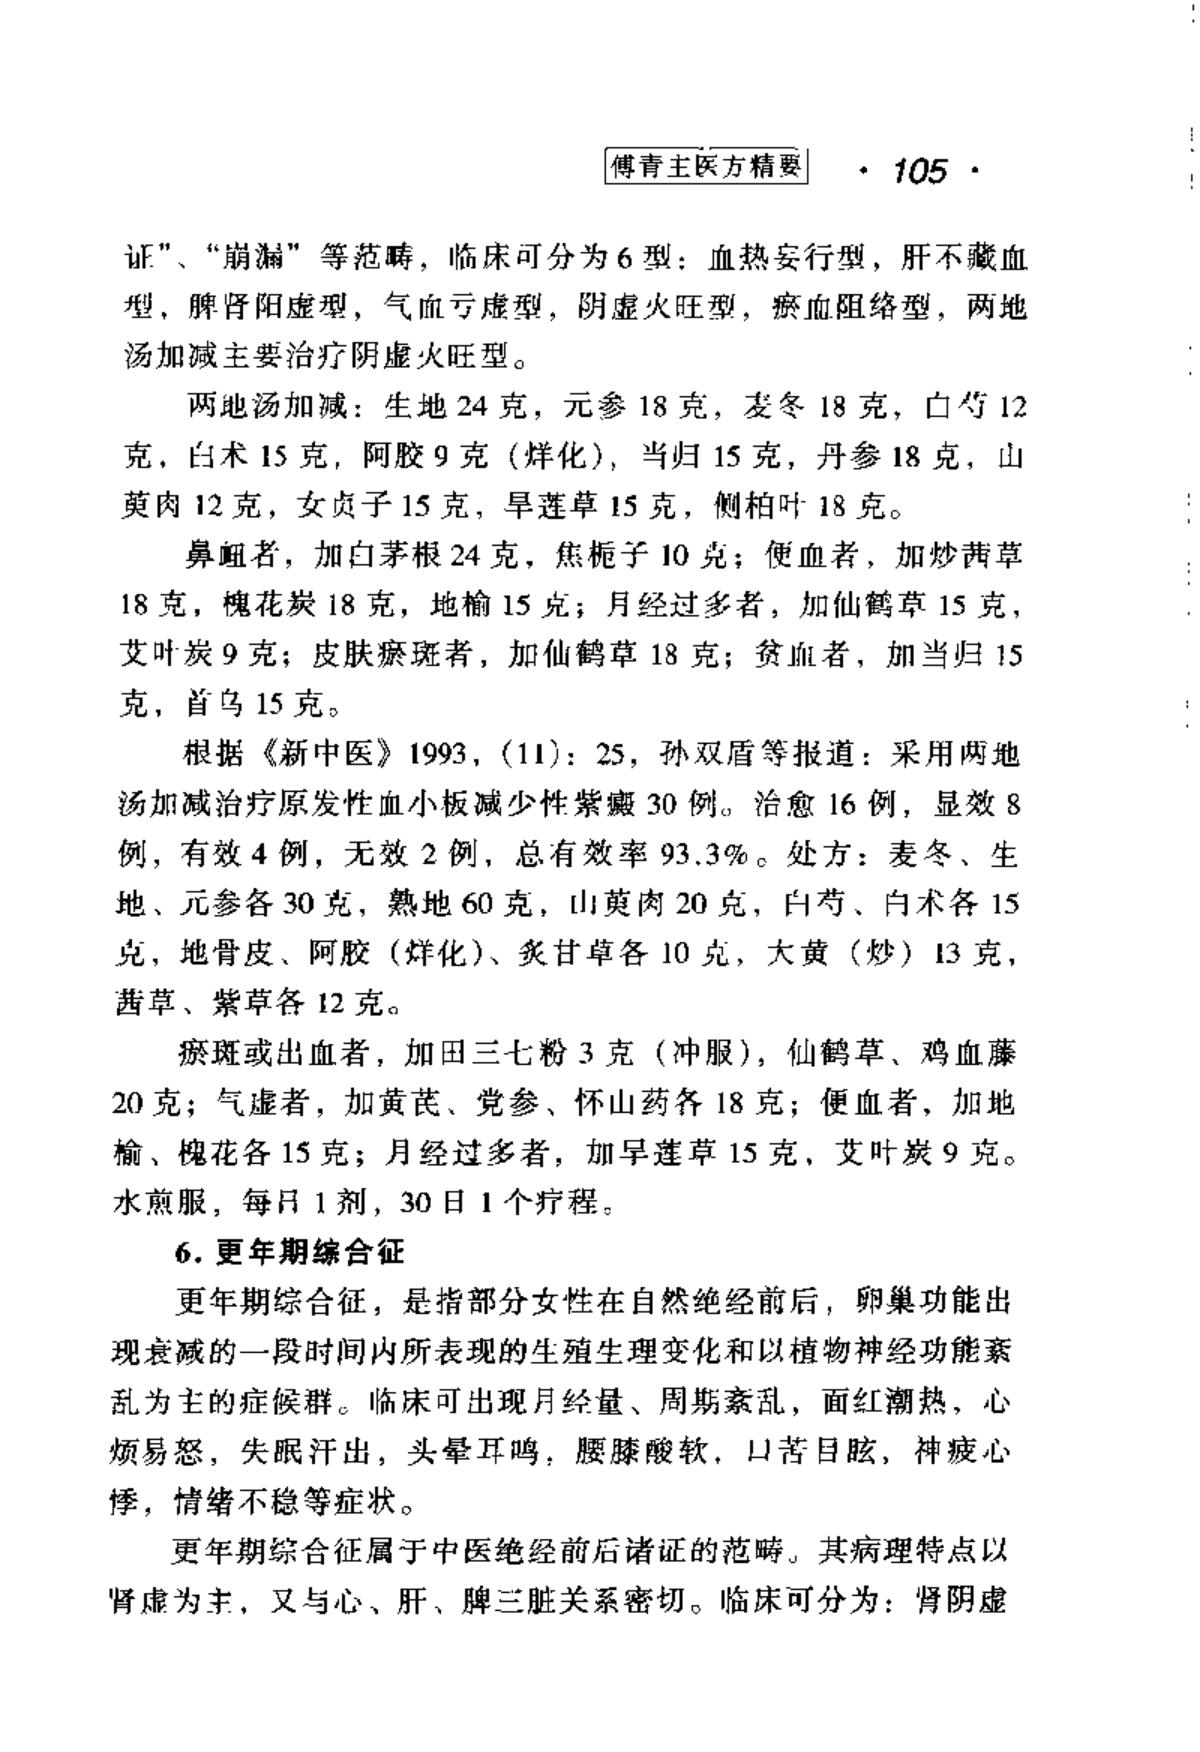 傅青主医方精要 · 105 ·
证”、“崩漏”等范畴，临床可分为6型：血热妄行型，肝不藏血
型，脾肾阳虚型，气血亏虚型，阴虚火旺型，瘀血阻络型，两地
汤加减主要治疗阴虚火旺型。
两地汤加减：生地24克，元参18克，麦冬18克，白芍12
克，白术15克，阿胶9克（烊化），当归15克，丹参18克，山
萸肉12克，女贞子15克，旱莲草15克，侧柏叶18克。
鼻衄者，加白茅根24克，焦栀子10克；便血者，加炒茜草
18克，槐花炭18克，地榆15克；月经过多者，加仙鹤草15克，
艾叶炭9克；皮肤瘀斑者，加仙鹤草18克；贫血者，加当归15
克，首乌15克。
根据《新中医》1993，（11）：25，孙双盾等报道：采用两地
汤加减治疗原发性血小板减少性紫癜30例。治愈16例，显效8
例，有效4例，无效2例，总有效率93.3%。处方：麦冬、生
地、元参各30克，熟地60克，山萸肉20克，白芍、白术各15
克，地骨皮、阿胶（烊化）、炙甘草各10克，大黄（炒）13克，
茜草、紫草各12克。
瘀斑或出血者，加田三七粉3克（冲服），仙鹤草、鸡血藤
20克；气虚者，加黄芪、党参、怀山药各18克；便血者，加地
榆、槐花各15克；月经过多者，加旱莲草15克，艾叶炭9克。
水煎服，每日1剂，30日1个疗程。
6. 更年期综合征
更年期综合征，是指部分女性在自然绝经前后，卵巢功能出
现衰减的一段时间内所表现的生殖生理变化和以植物神经功能紊
乱为主的症候群。临床可出现月经量、周期紊乱，面红潮热，心
烦易怒，失眠汗出，头晕耳鸣，腰膝酸软，口苦目眩，神疲心
悸，情绪不稳等症状。
更年期综合征属于中医绝经前后诸证的范畴。其病理特点以
肾虚为主，又与心、肝、脾三脏关系密切。临床可分为：肾阴虚